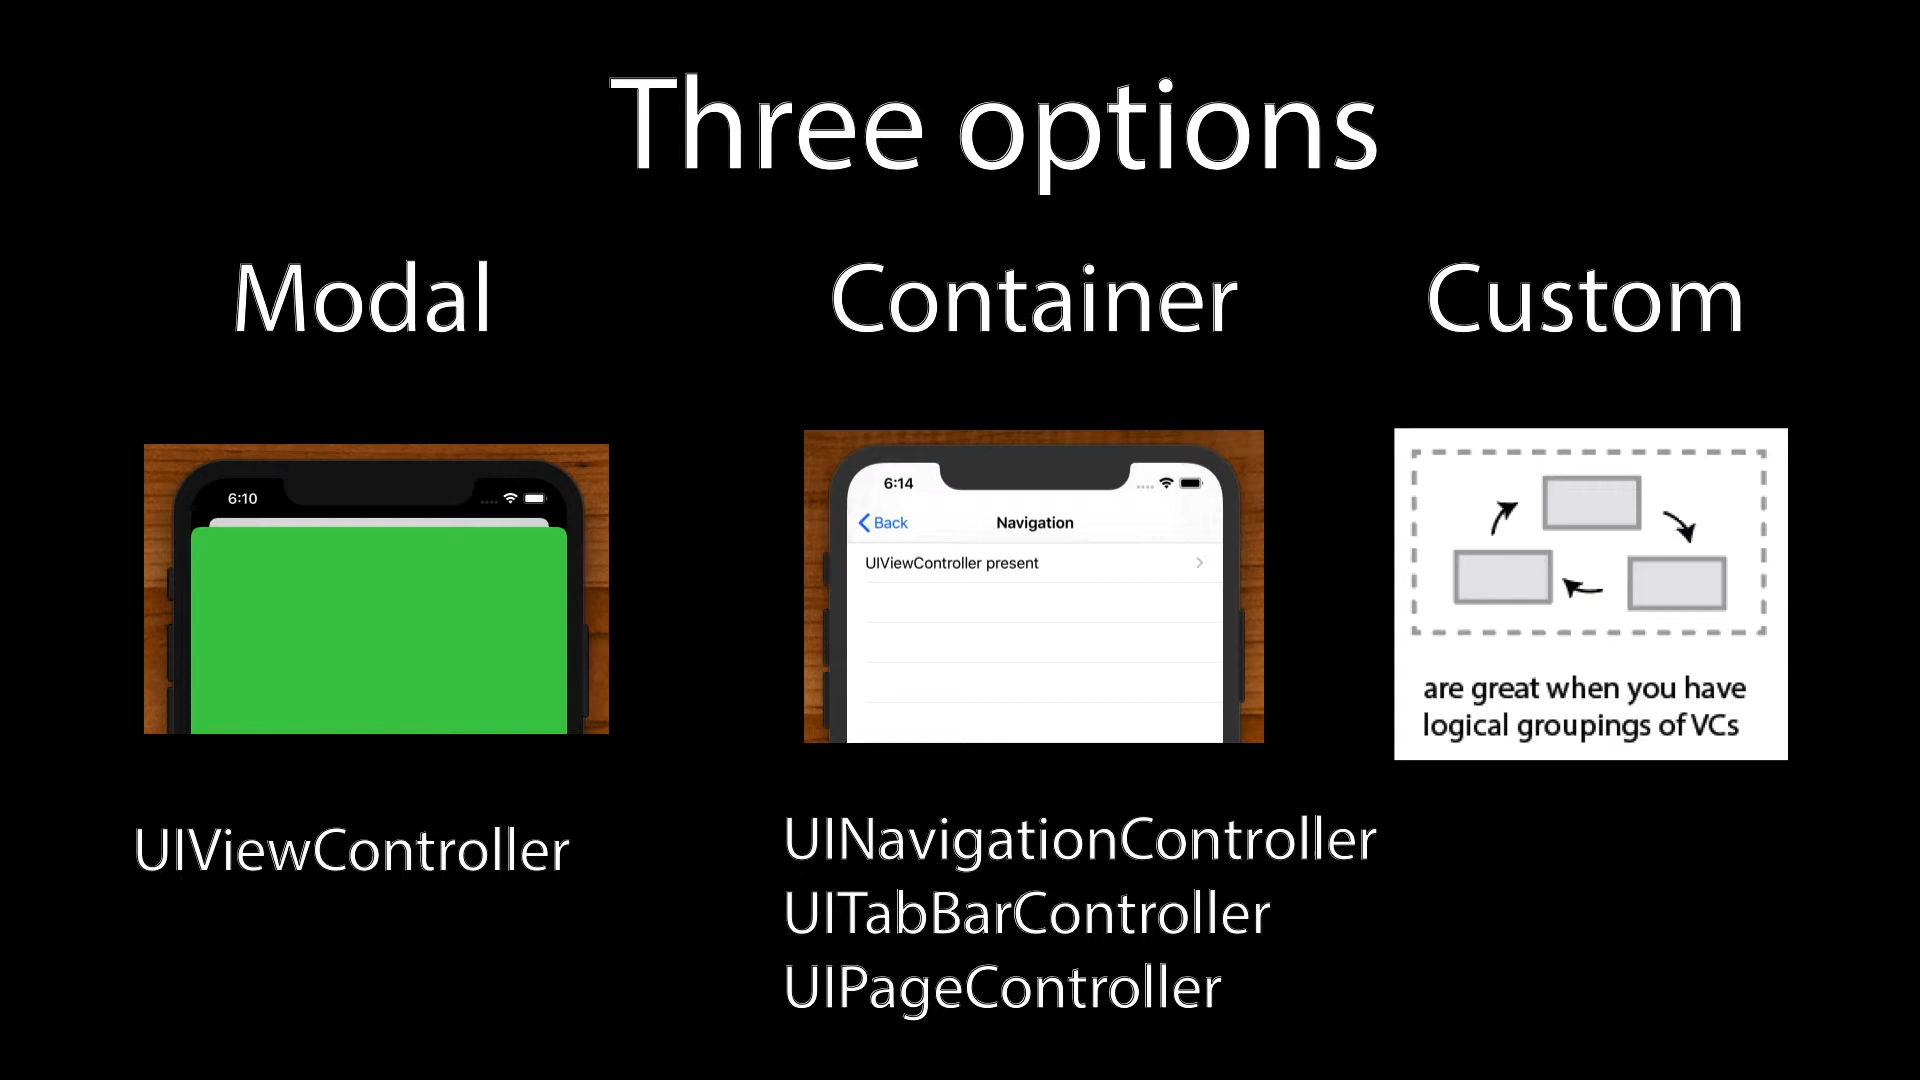 Three options
Modal
Container
Custom
6:10
6:14
Back
Navigation
UIViewController present
are great when you have
logical groupings of VCs
UIViewController
UINavigationController
UITabBarController
UIPageController